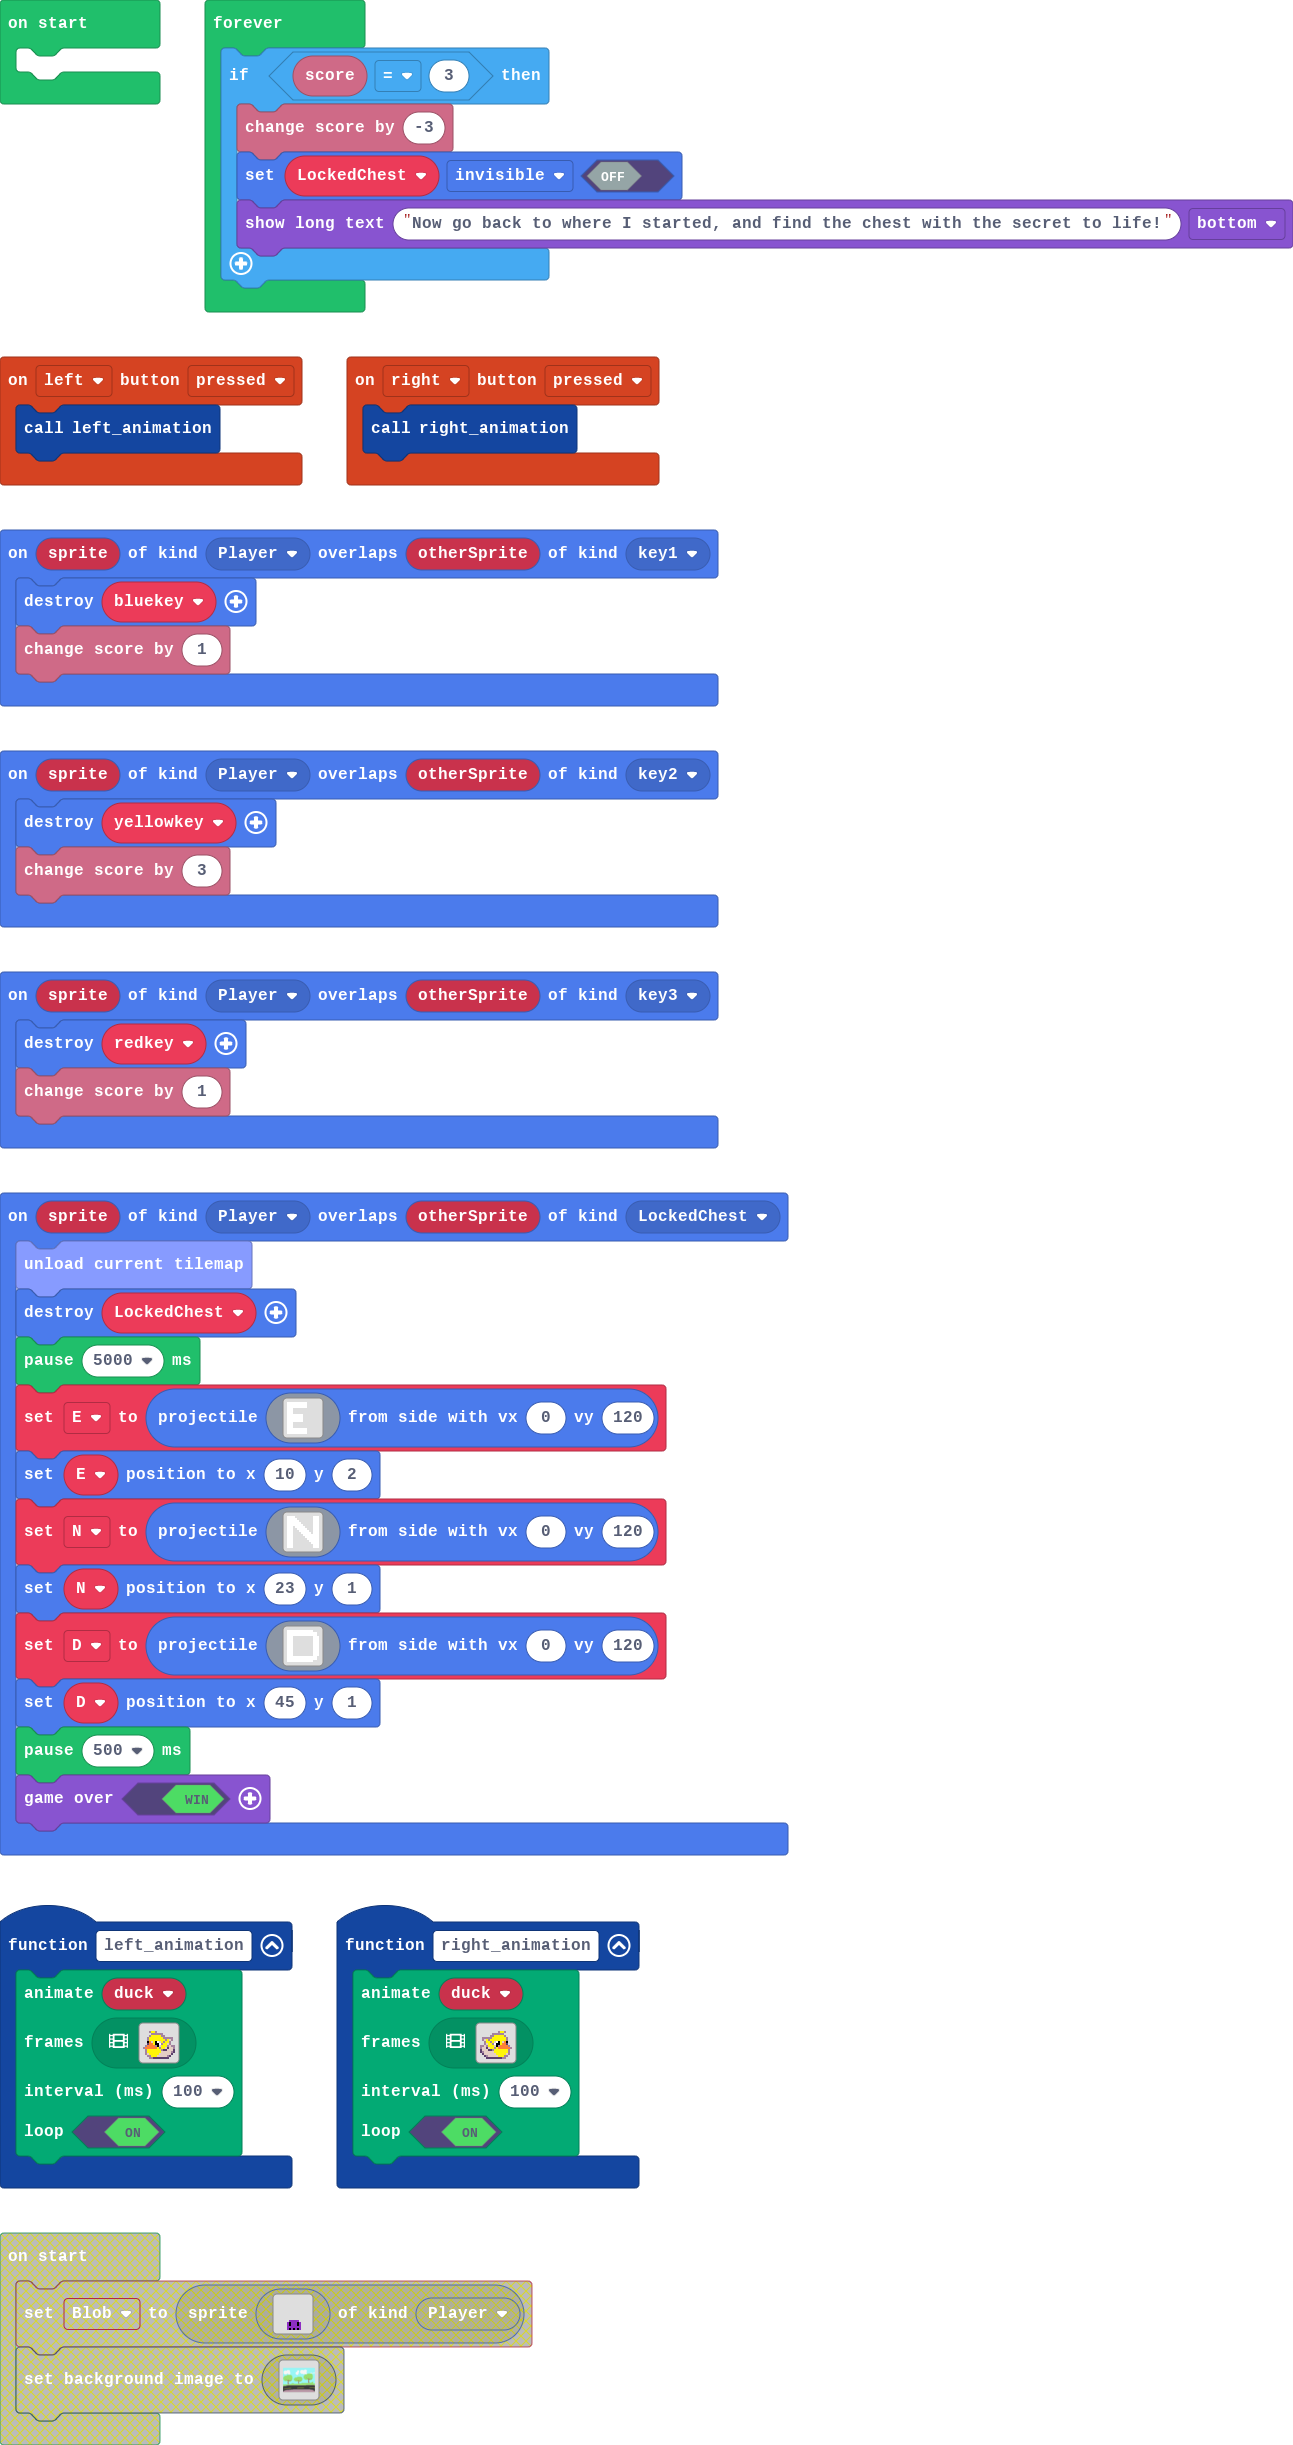 on start
forever
if score = 3 then
change score by -3
set LockedChest invisible OFF
show long text "Now go back to where I started, and find the chest with the secret to life!" bottom
on left button pressed
call left_animation
on right button pressed
call right_animation
on sprite of kind Player overlaps otherSprite of kind key1
destroy bluekey
change score by 1
on sprite of kind Player overlaps otherSprite of kind key2
destroy yellowkey
change score by 3
on sprite of kind Player overlaps otherSprite of kind key3
destroy redkey
change score by 1
on sprite of kind Player overlaps otherSprite of kind LockedChest
unload current tilemap
destroy LockedChest
pause 5000 ms
set E to projectile E from side with vx 0 vy 120
set E position to x 10 y 2
set N to projectile N from side with vx 0 vy 120
set N position to x 23 y 1
set D to projectile D from side with vx 0 vy 120
set D position to x 45 y 1
pause 500 ms
game over WIN
function left_animation
animate duck
frames
interval (ms) 100
loop ON
function right_animation
animate duck
frames
interval (ms) 100
loop ON
on start
set Blob to sprite of kind Player
set background image to